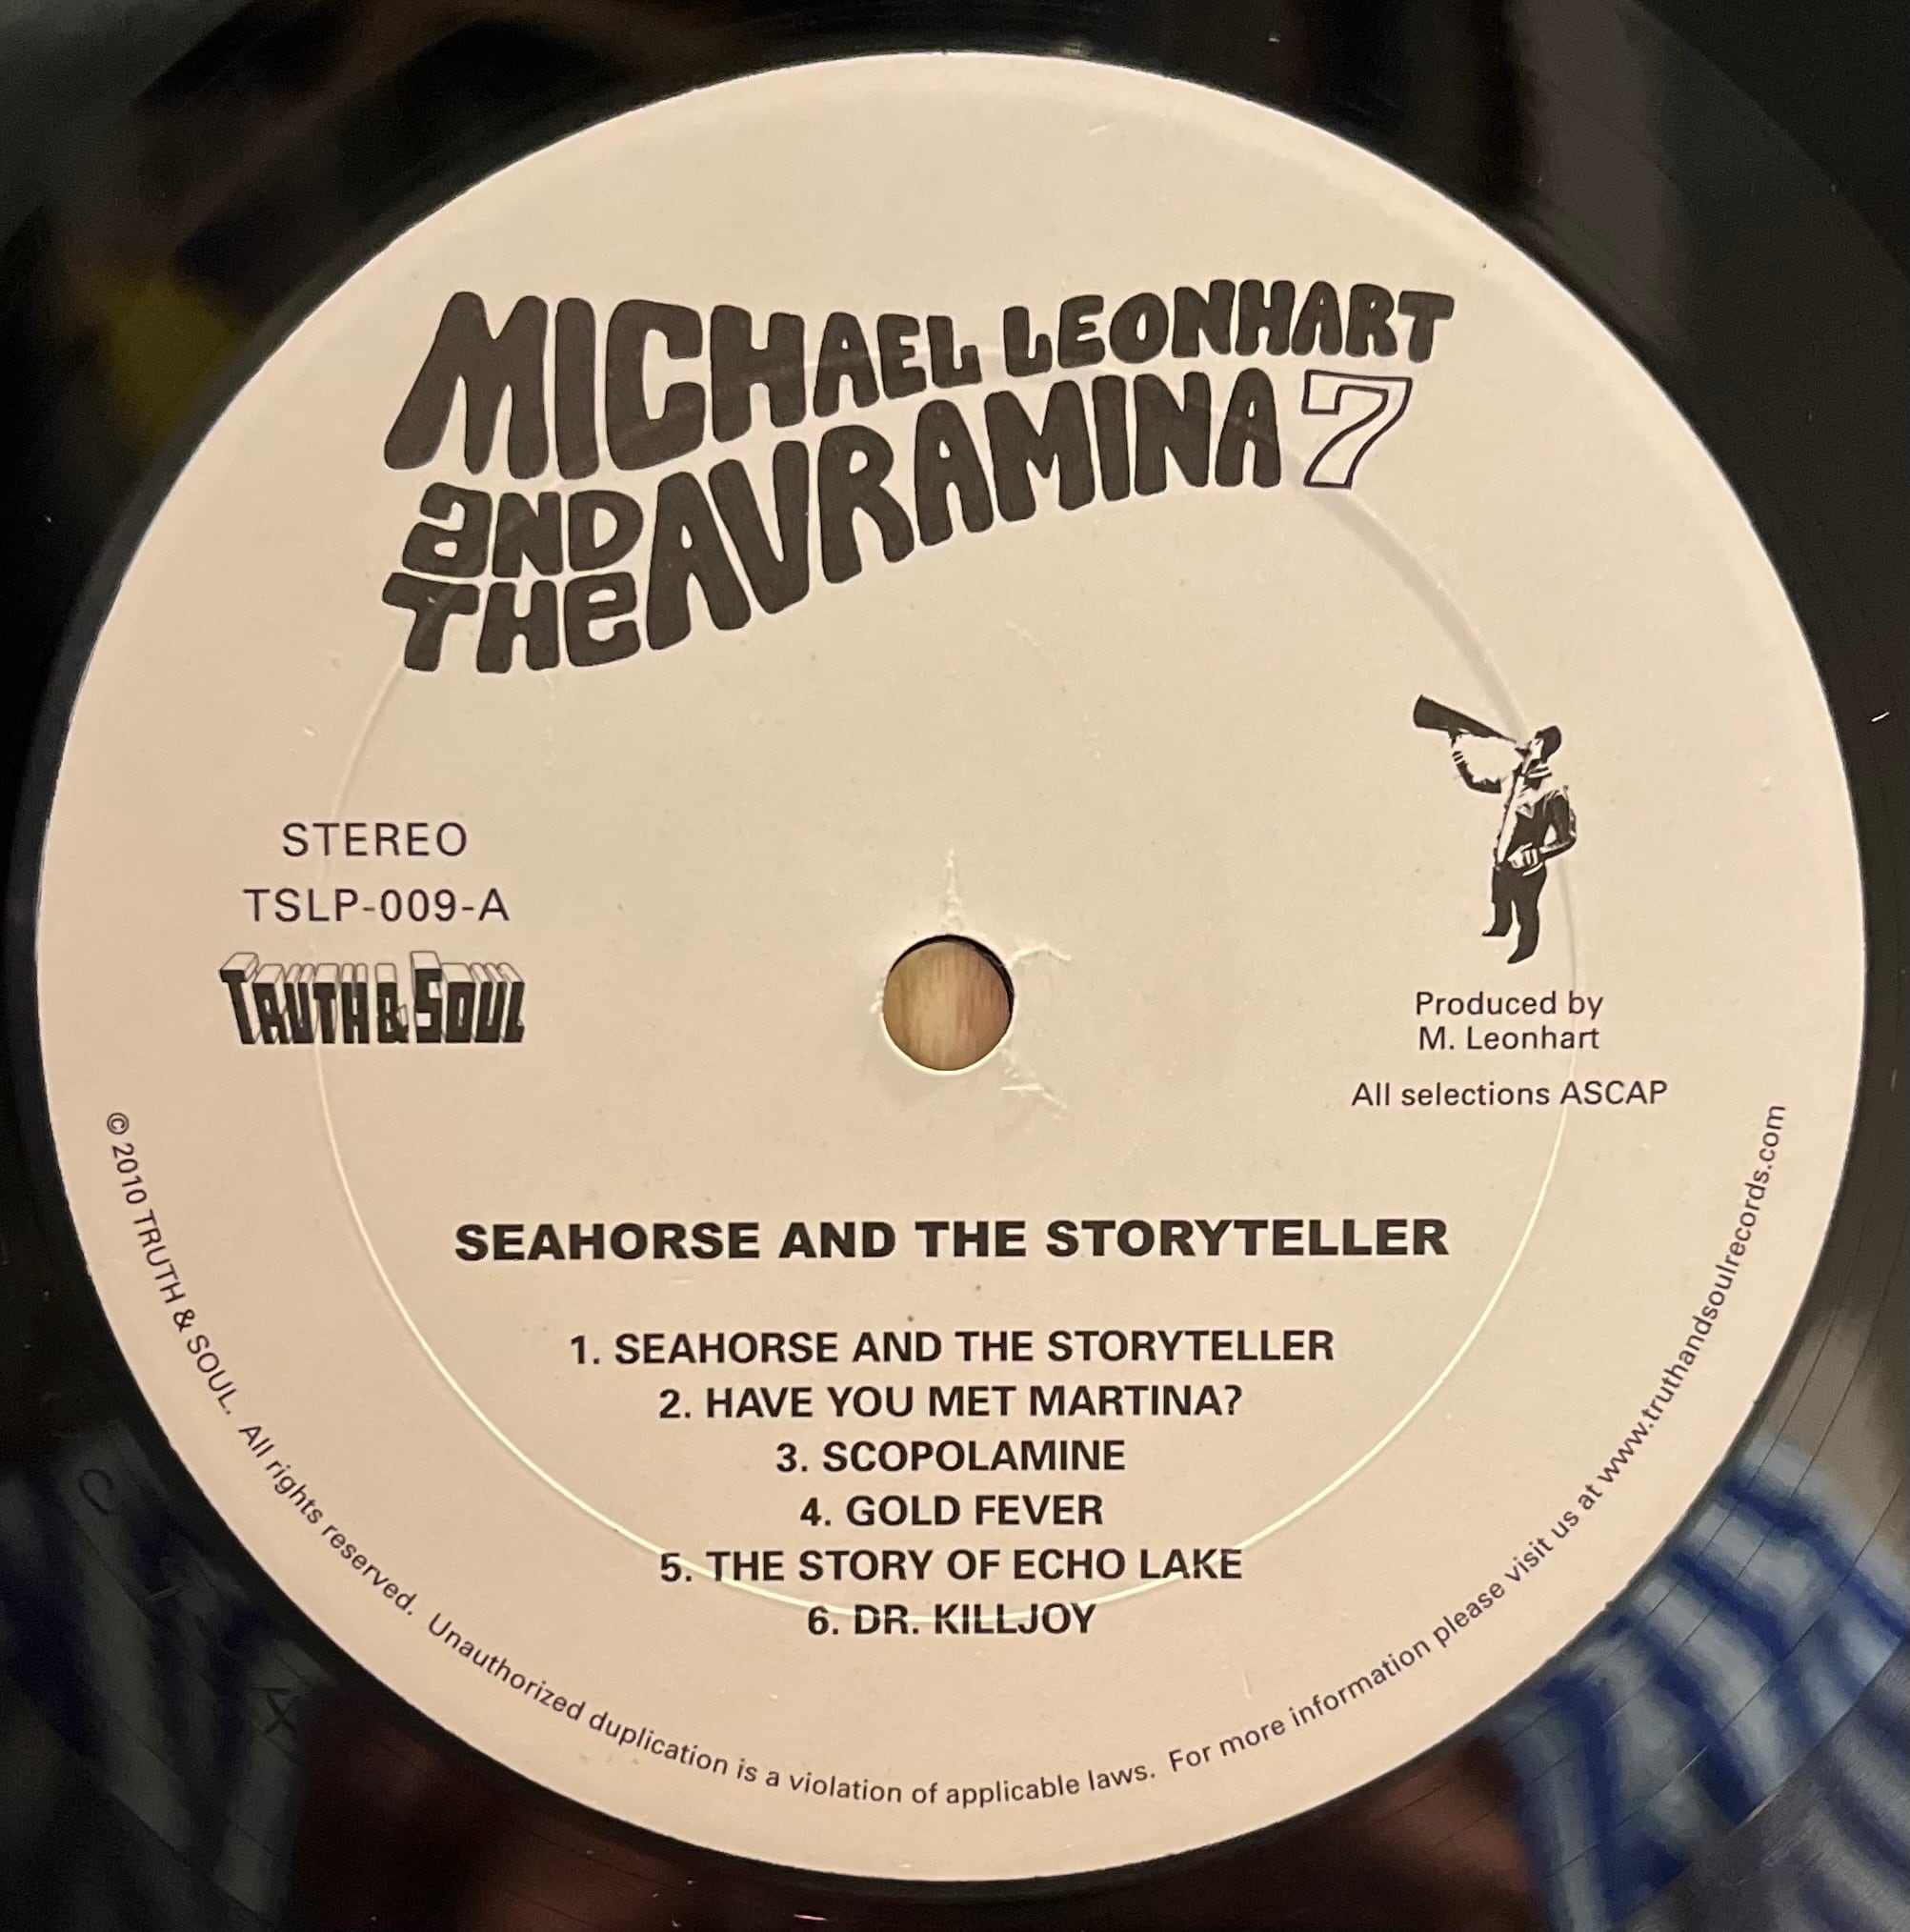 MICHAEL LEONHART
aND THe AVRAMINA 7
STEREO
TSLP-009-A
TRUTH & SOUL
Produced by
M. Leonhart
All selections ASCAP
SEAHORSE AND THE STORYTELLER
1. SEAHORSE AND THE STORYTELLER
2. HAVE YOU MET MARTINA?
3. SCOPOLAMINE
4. GOLD FEVER
5. THE STORY OF ECHO LAKE
6. DR. KILLJOY
© 2010 TRUTH & SOUL. All rights reserved. Unauthorized duplication is a violation of applicable laws. For more information please visit us at www.truthandsoulrecords.com